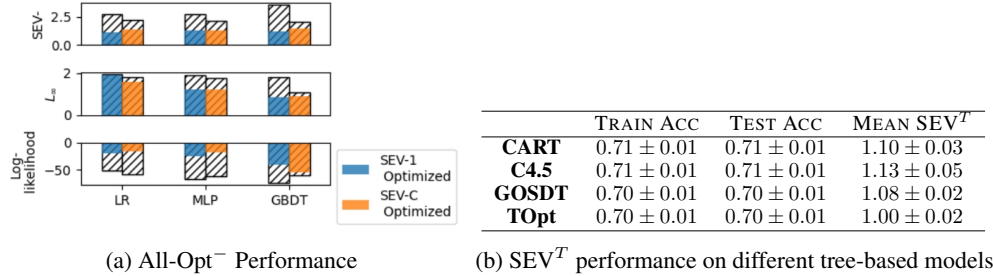 SEV-
2.5
0.0
L∞
2
0
Log-
likelihood
0
−50
LR MLP GBDT
SEV-1
Optimized
SEV-C
Optimized
(a) All-Opt⁻ Performance
TRAIN ACC TEST ACC MEAN SEVᵀ
CART 0.71 ± 0.01 0.71 ± 0.01 1.10 ± 0.03
C4.5 0.71 ± 0.01 0.71 ± 0.01 1.13 ± 0.05
GOSDT 0.70 ± 0.01 0.70 ± 0.01 1.08 ± 0.02
TOpt 0.70 ± 0.01 0.70 ± 0.01 1.00 ± 0.02
(b) SEVᵀ performance on different tree-based models